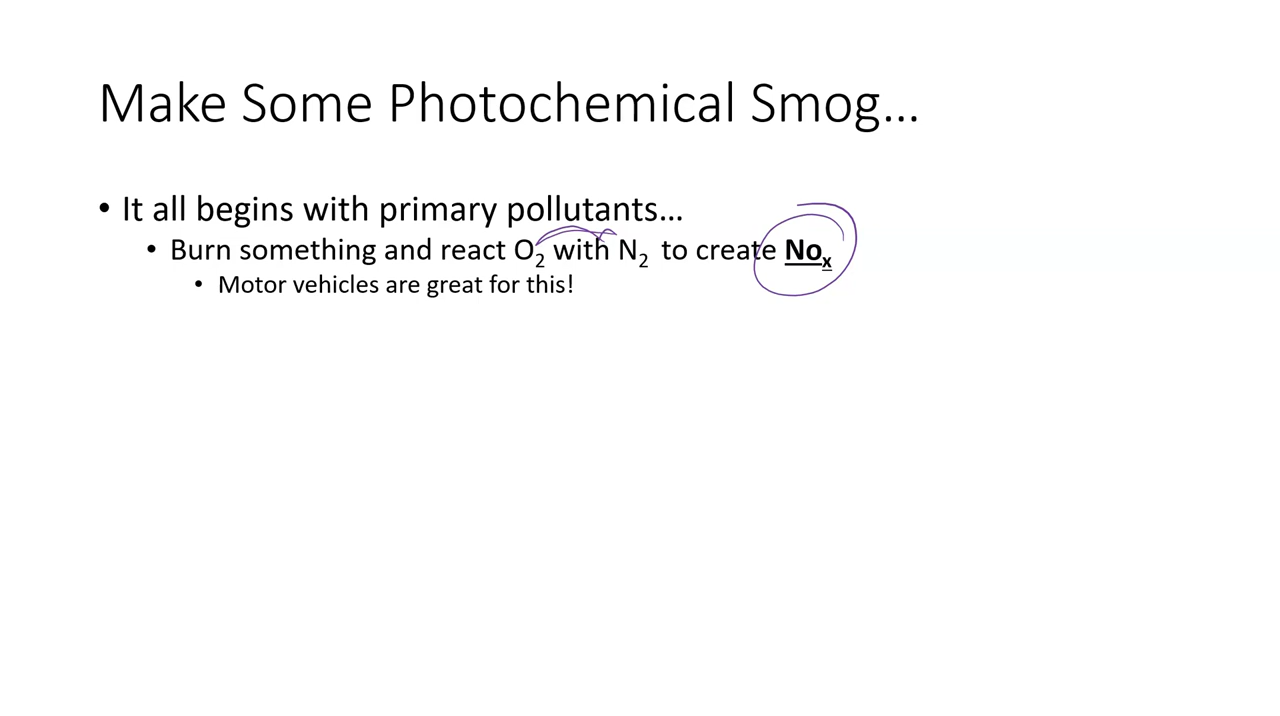 Make Some Photochemical Smog...
• It all begins with primary pollutants...
• Burn something and react O₂ with N₂ to create Noₓ
• Motor vehicles are great for this!